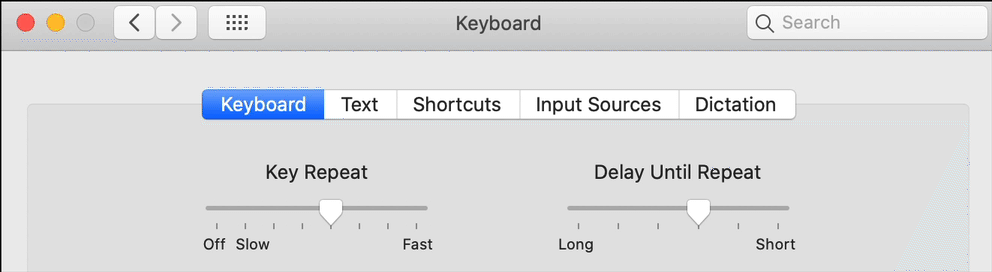 Keyboard
Search
Keyboard Text Shortcuts Input Sources Dictation
Key Repeat Delay Until Repeat
Off Slow Fast Long Short